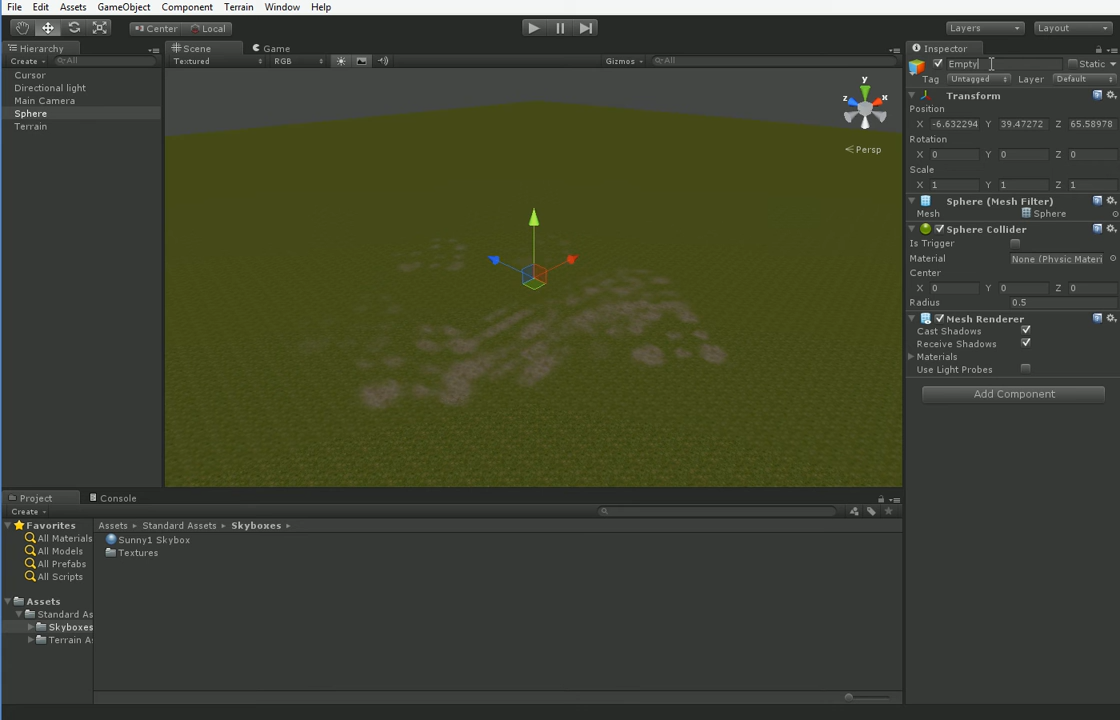 File Edit Assets GameObject Component Terrain Window Help
Center Local Layers Layout
Hierarchy Scene Game Inspector
Create All Textured RGB Gizmos All
Empty Static
Tag Untagged Layer Default
Cursor
Directional light
Main Camera
Sphere
Terrain
y
z x
Persp
Transform
Position
X -6.632294 Y 39.47272 Z 65.58978
Rotation
X 0 Y 0 Z 0
Scale
X 1 Y 1 Z 1
Sphere (Mesh Filter)
Mesh Sphere
Sphere Collider
Is Trigger
Material None (Physic Materi
Center
X 0 Y 0 Z 0
Radius 0.5
Mesh Renderer
Cast Shadows
Receive Shadows
Materials
Use Light Probes
Add Component
Project Console
Create
Favorites
All Materials
All Models
All Prefabs
All Scripts
Assets
Standard As
Skyboxes
Terrain A
Assets Standard Assets Skyboxes
Sunny1 Skybox
Textures